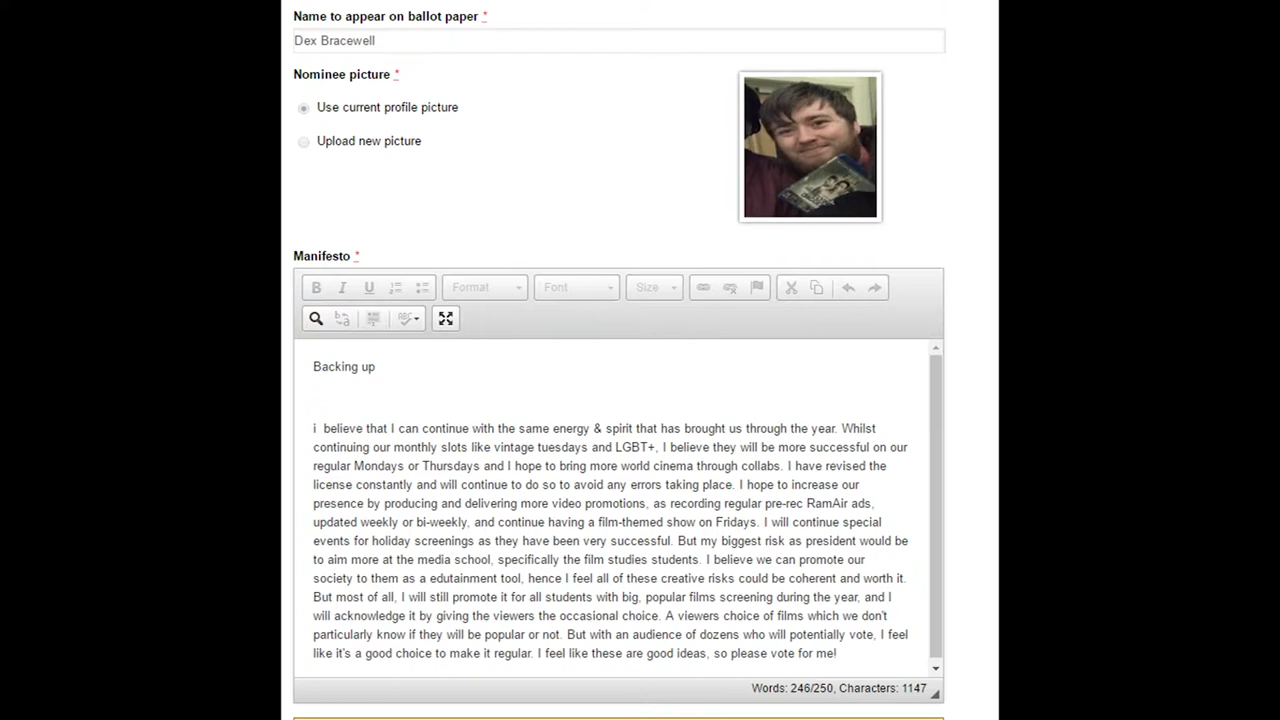 Name to appear on ballot paper *
Dex Bracewell
Nominee picture *
Use current profile picture
Upload new picture
Manifesto *
B I U Format Font Size
ABC
Backing up
i believe that I can continue with the same energy & spirit that has brought us through the year. Whilst
continuing our monthly slots like vintage tuesdays and LGBT+, I believe they will be more successful on our
regular Mondays or Thursdays and I hope to bring more world cinema through collabs. I have revised the
license constantly and will continue to do so to avoid any errors taking place. I hope to increase our
presence by producing and delivering more video promotions, as recording regular pre-rec RamAir ads,
updated weekly or bi-weekly, and continue having a film-themed show on Fridays. I will continue special
events for holiday screenings as they have been very successful. But my biggest risk as president would be
to aim more at the media school, specifically the film studies students. I believe we can promote our
society to them as a edutainment tool, hence I feel all of these creative risks could be coherent and worth it.
But most of all, I will still promote it for all students with big, popular films screening during the year, and I
will acknowledge it by giving the viewers the occasional choice. A viewers choice of films which we don't
particularly know if they will be popular or not. But with an audience of dozens who will potentially vote, I feel
like it's a good choice to make it regular. I feel like these are good ideas, so please vote for me!
Words: 246/250, Characters: 1147